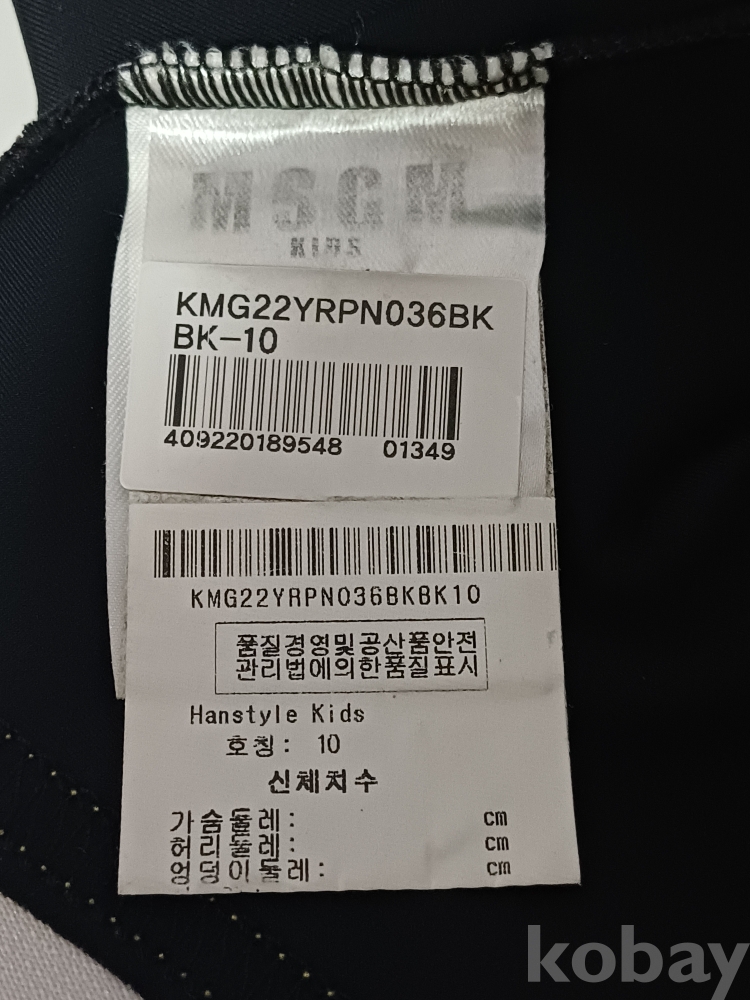 MSGM
KIDS
KMG22YRPN036BK
BK-10
409220189548 01349
KMG22YRPN036BKBK10
품질경영및공산품안전
관리법에의한품질표시
Hanstyle Kids
호칭: 10
신체치수
가슴둘레: cm
허리둘레: cm
엉덩이둘레: cm
kobay